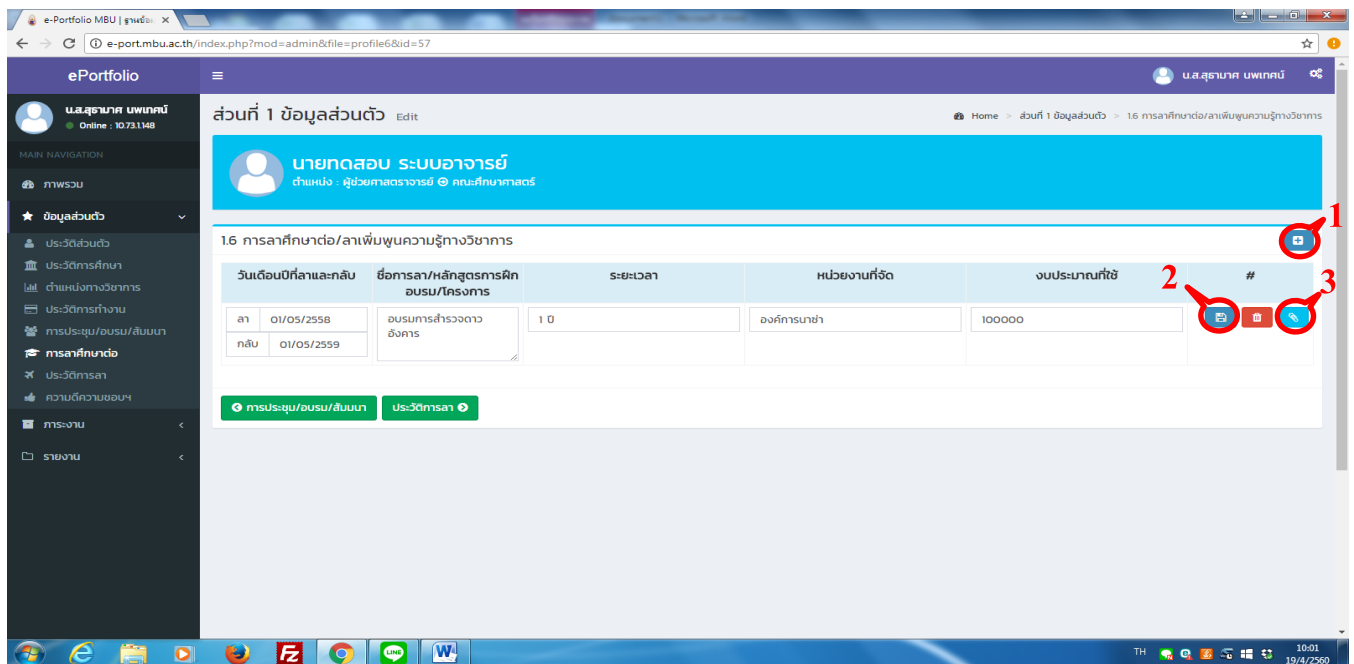 e-Portfolio MBU | ฐานข้อ
e-port.mbu.ac.th/index.php?mod=admin&file=profile6&id=57
ePortfolio
น.ส.สุธามาศ นพเทศน์
น.ส.สุธามาศ นพเทศน์
Online : 10.73.1.148
ส่วนที่ 1 ข้อมูลส่วนตัว Edit
Home > ส่วนที่ 1 ข้อมูลส่วนตัว > 1.6 การลาศึกษาต่อ/ลาเพิ่มพูนความรู้ทางวิชาการ
MAIN NAVIGATION
ภาพรวม
ข้อมูลส่วนตัว
ประวัติส่วนตัว
ประวัติการศึกษา
ตำแหน่งทางวิชาการ
ประวัติการทำงาน
การประชุม/อบรม/สัมมนา
การลาศึกษาต่อ
ประวัติการลา
ความดีความชอบฯ
ภาระงาน
รายงาน
นายทดสอบ ระบบอาจารย์
ตำแหน่ง : ผู้ช่วยศาสตราจารย์ คณะศึกษาศาสตร์
1
1.6 การลาศึกษาต่อ/ลาเพิ่มพูนความรู้ทางวิชาการ
วันเดือนปีที่ลาและกลับ ชื่อการลา/หลักสูตรการฝึก ระยะเวลา หน่วยงานที่จัด งบประมาณที่ใช้ #
อบรม/โครงการ
2 3
ลา 01/05/2558 อบรมการสำรวจดาว 1 ปี องค์การนาซ่า 100000
อังคาร
กลับ 01/05/2559
การประชุม/อบรม/สัมมนา ประวัติการลา
LINE
TH
10:01
19/4/2560